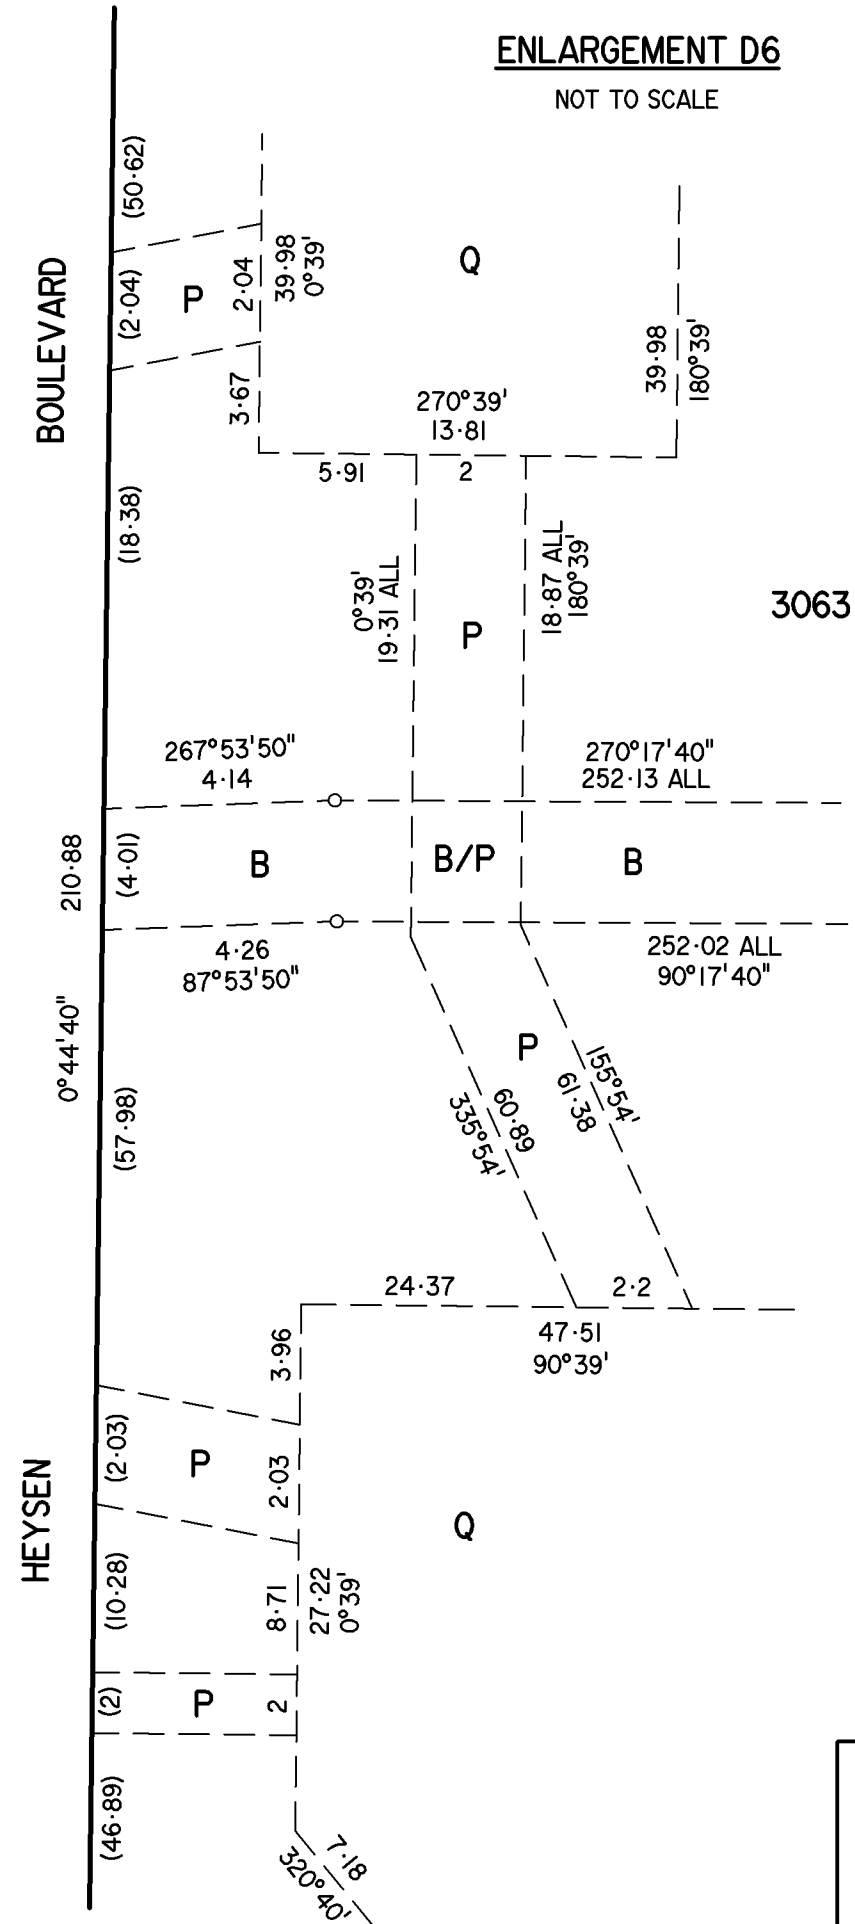 ENLARGEMENT D6
NOT TO SCALE
(50·62)
BOULEVARD
(2·04)
P
2·04
39·98
0°39'
Q
39·98
180°39'
3·67
270°39'
13·81
5·91
2
(18·38)
0°39'
19·31 ALL
P
18·87 ALL
180°39'
3063
267°53'50"
4·14
270°17'40"
252·13 ALL
210·88
0°44'40"
(4·01)
B
B/P
B
4·26
87°53'50"
252·02 ALL
90°17'40"
(57·98)
P
155°54'
61·38
60·89
335°54'
24·37
2·2
47·51
90°39'
3·96
HEYSEN
(2·03)
P
2·03
Q
(10·28)
8·71
27·22
0°39'
(2)
P
2
(46·89)
7·18
320°40'